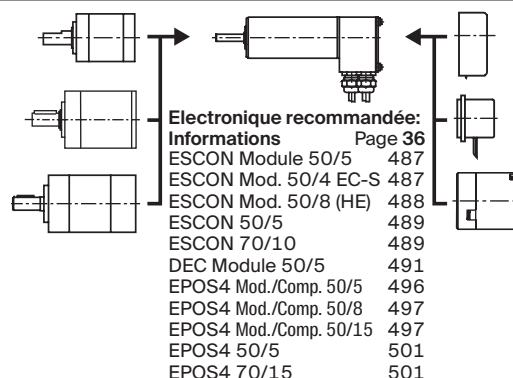 Electronique recommandée:
Informations Page 36
ESCON Module 50/5 487
ESCON Mod. 50/4 EC-S 487
ESCON Mod. 50/8 (HE) 488
ESCON 50/5 489
ESCON 70/10 489
DEC Module 50/5 491
EPOS4 Mod./Comp. 50/5 496
EPOS4 Mod./Comp. 50/8 497
EPOS4 Mod./Comp. 50/15 497
EPOS4 50/5 501
EPOS4 70/15 501